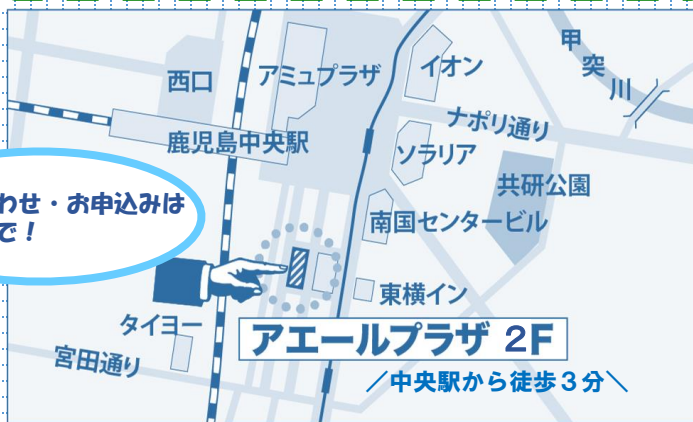 甲突川
西口
アミュプラザ
イオン
ナポリ通り
鹿児島中央駅
ソラリア
共研公園
わせ・お申込みは
で！
南国センタービル
東横イン
タイヨー
アエールプラザ 2F
宮田通り
／中央駅から徒歩３分＼